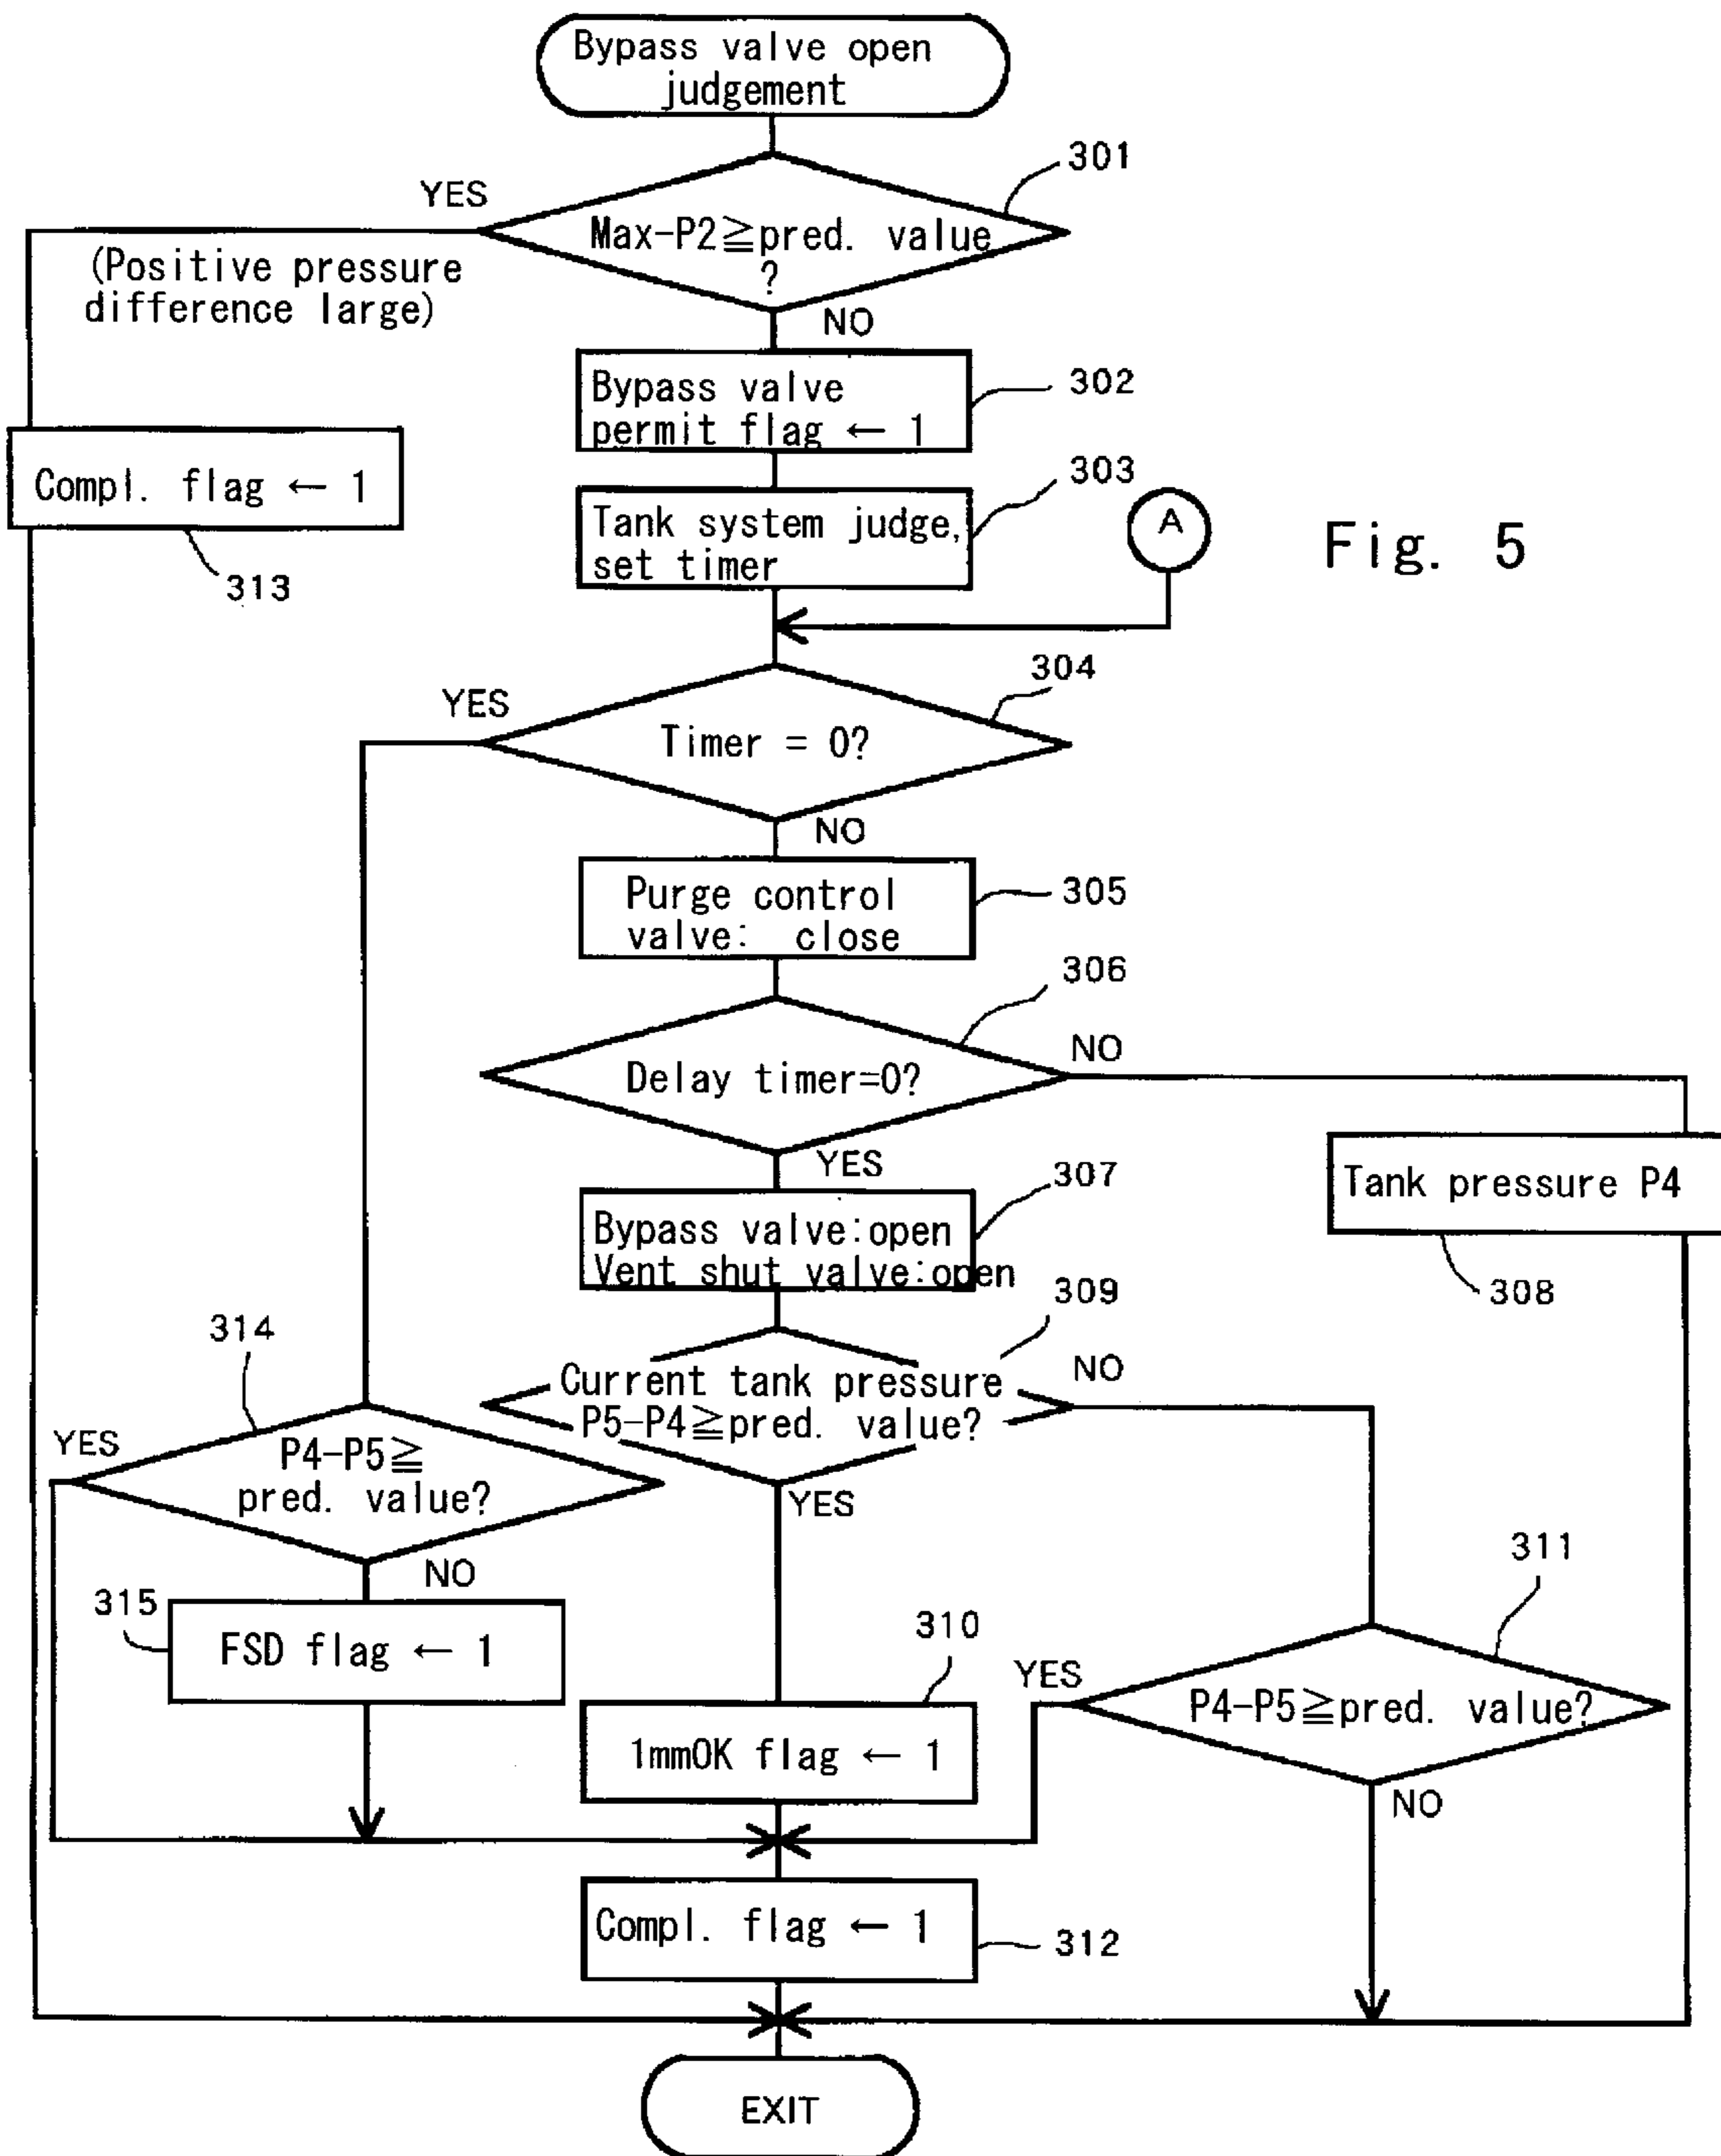 Bypass valve open
judgement
301
YES
Max-P2≧pred. value
?
(Positive pressure
difference large)
NO
Bypass valve
permit flag ← 1
302
Compl. flag ← 1
313
303
Tank system judge,
set timer
A
Fig. 5
304
YES
Timer = 0?
NO
Purge control
valve: close
305
306
NO
Delay timer=0?
YES
Tank pressure P4
308
307
Bypass valve:open
Vent shut valve:open
309
314
Current tank pressure
P5-P4≧pred. value?
NO
YES
P4-P5≧
pred. value?
YES
NO
311
315
FSD flag ← 1
310
YES
P4-P5≧pred. value?
1mmOK flag ← 1
NO
Compl. flag ← 1
312
EXIT